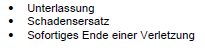 • Unterlassung
• Schadensersatz
• Sofortiges Ende einer Verletzung